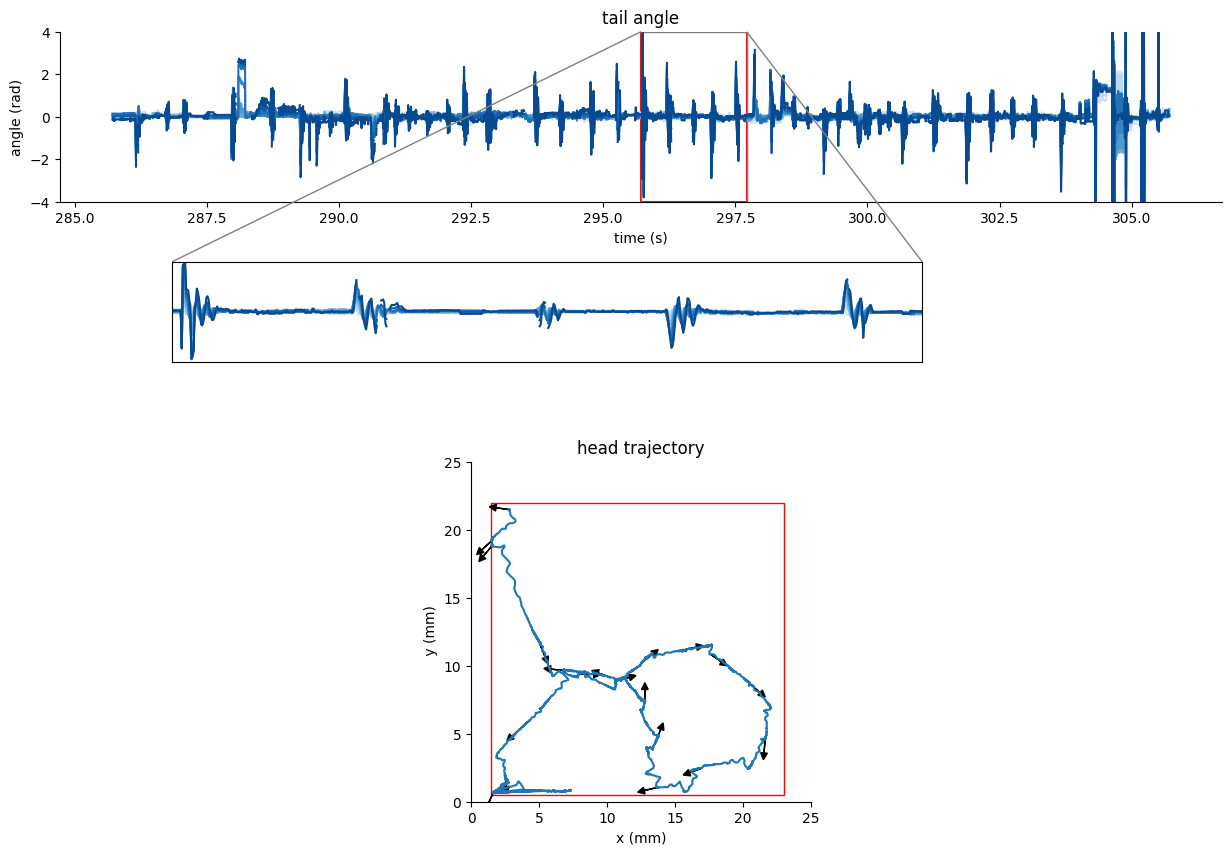 tail angle
4
2
0
−2
−4
angle (rad)
285.0 287.5 290.0 292.5 295.0 297.5 300.0 302.5 305.0
time (s)
head trajectory
25
20
15
10
5
0
y (mm)
0 5 10 15 20 25
x (mm)